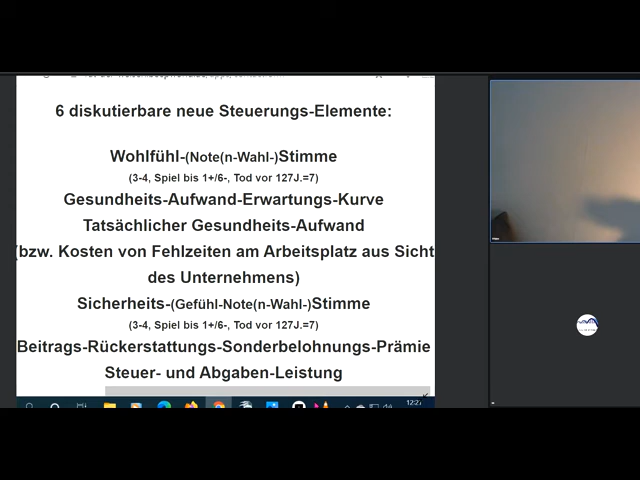 6 diskutierbare neue Steuerungs-Elemente:
Wohlfühl-(Note(n-Wahl-)Stimme
(3-4, Spiel bis 1+/6-, Tod vor 127J.=7)
Gesundheits-Aufwand-Erwartungs-Kurve
Tatsächlicher Gesundheits-Aufwand
(bzw. Kosten von Fehlzeiten am Arbeitsplatz aus Sicht
des Unternehmens)
Sicherheits-(Gefühl-Note(n-Wahl-)Stimme
(3-4, Spiel bis 1+/6-, Tod vor 127J.=7)
Beitrags-Rückerstattungs-Sonderbelohnungs-Prämie
Steuer- und Abgaben-Leistung